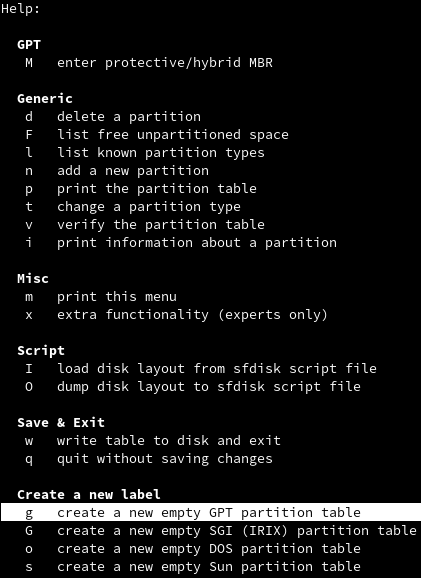 Help:
GPT
M enter protective/hybrid MBR
Generic
d delete a partition
F list free unpartitioned space
l list known partition types
n add a new partition
p print the partition table
t change a partition type
v verify the partition table
i print information about a partition
Misc
m print this menu
x extra functionality (experts only)
Script
I load disk layout from sfdisk script file
O dump disk layout to sfdisk script file
Save & Exit
w write table to disk and exit
q quit without saving changes
Create a new label
g create a new empty GPT partition table
G create a new empty SGI (IRIX) partition table
o create a new empty DOS partition table
s create a new empty Sun partition table